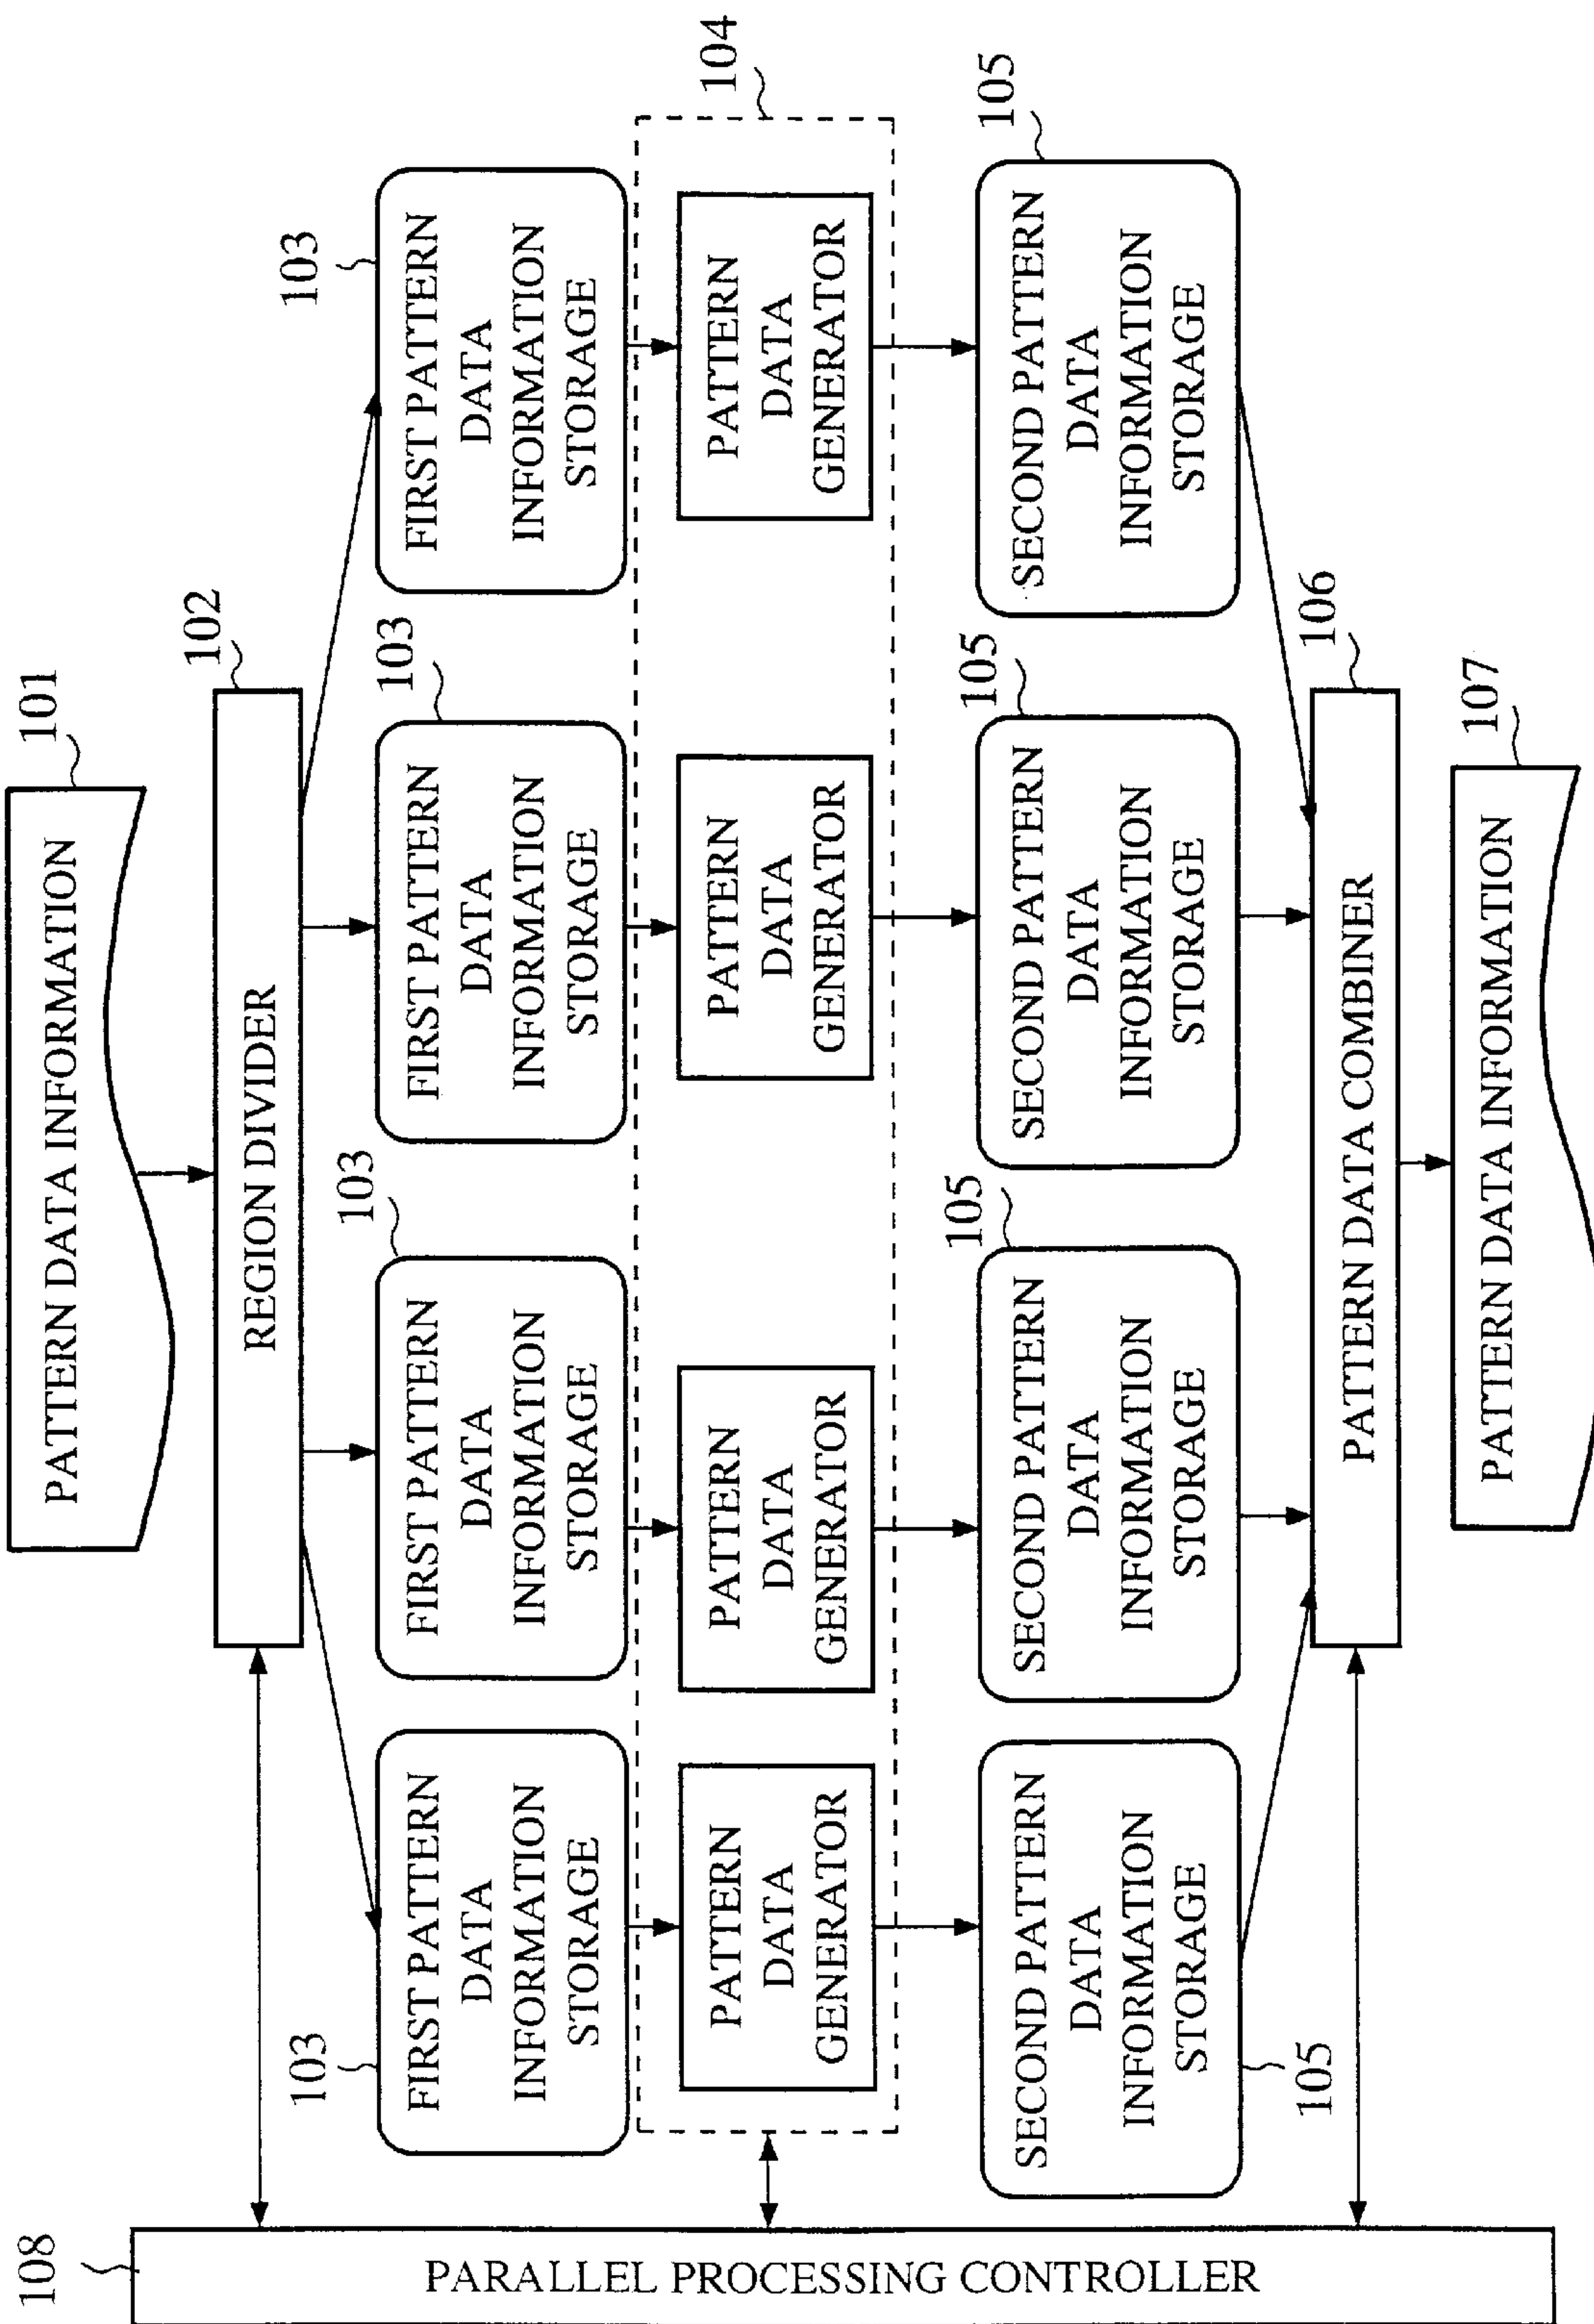 101
PATTERN DATA INFORMATION
102
REGION DIVIDER
103
103
103
103
FIRST PATTERN
DATA
INFORMATION
STORAGE
FIRST PATTERN
DATA
INFORMATION
STORAGE
FIRST PATTERN
DATA
INFORMATION
STORAGE
FIRST PATTERN
DATA
INFORMATION
STORAGE
104
PATTERN
DATA
GENERATOR
PATTERN
DATA
GENERATOR
PATTERN
DATA
GENERATOR
PATTERN
DATA
GENERATOR
105
105
105
105
SECOND PATTERN
DATA
INFORMATION
STORAGE
SECOND PATTERN
DATA
INFORMATION
STORAGE
SECOND PATTERN
DATA
INFORMATION
STORAGE
SECOND PATTERN
DATA
INFORMATION
STORAGE
106
PATTERN DATA COMBINER
107
PATTERN DATA INFORMATION
108
PARALLEL PROCESSING CONTROLLER